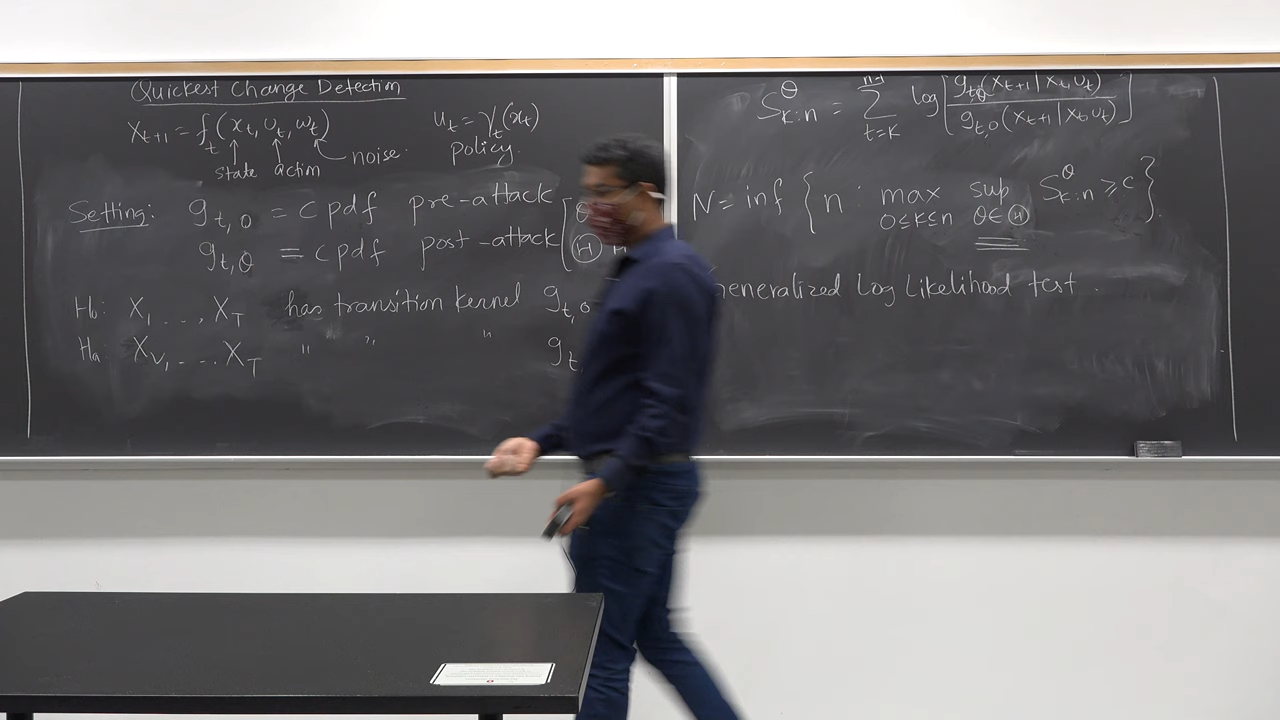 Quickest Change Detection
X_{t+1} = f_t(x_t, u_t, w_t)
u_t = γ_t(x_t)
state action noise.
policy.
Setting: g_{t,0} = cpdf pre-attack
g_{t,θ} = cpdf post-attack Ⓗ
H_0: X_1 ..., X_T has transition kernel g_{t,0}
H_a: X_ν, ..., X_T " " " g_t
S^θ_{k:n} = Σ_{t=k}^{n-1} log[g_{t,θ}(x_{t+1}|x_t, u_t) / g_{t,0}(x_{t+1}|x_t, u_t)]
N = inf {n: max_{0≤k≤n} sup_{θ∈Ⓗ} S^θ_{k:n} ≥ c}.
Generalized Log Likelihood test.